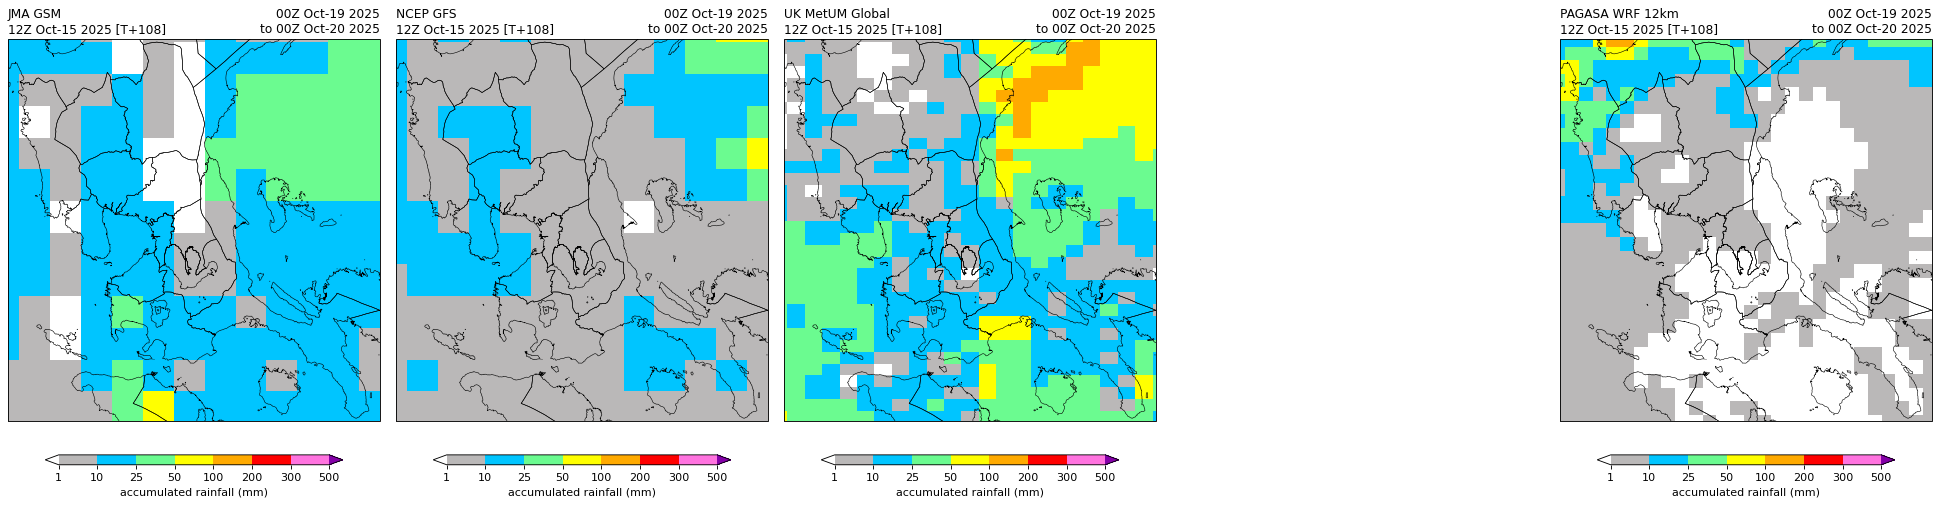 JMA GSM 00Z Oct-19 2025
12Z Oct-15 2025 [T+108] to 00Z Oct-20 2025
1 10 25 50 100 200 300 500
accumulated rainfall (mm)
NCEP GFS 00Z Oct-19 2025
12Z Oct-15 2025 [T+108] to 00Z Oct-20 2025
1 10 25 50 100 200 300 500
accumulated rainfall (mm)
UK MetUM Global 00Z Oct-19 2025
12Z Oct-15 2025 [T+108] to 00Z Oct-20 2025
1 10 25 50 100 200 300 500
accumulated rainfall (mm)
PAGASA WRF 12km 00Z Oct-19 2025
12Z Oct-15 2025 [T+108] to 00Z Oct-20 2025
1 10 25 50 100 200 300 500
accumulated rainfall (mm)